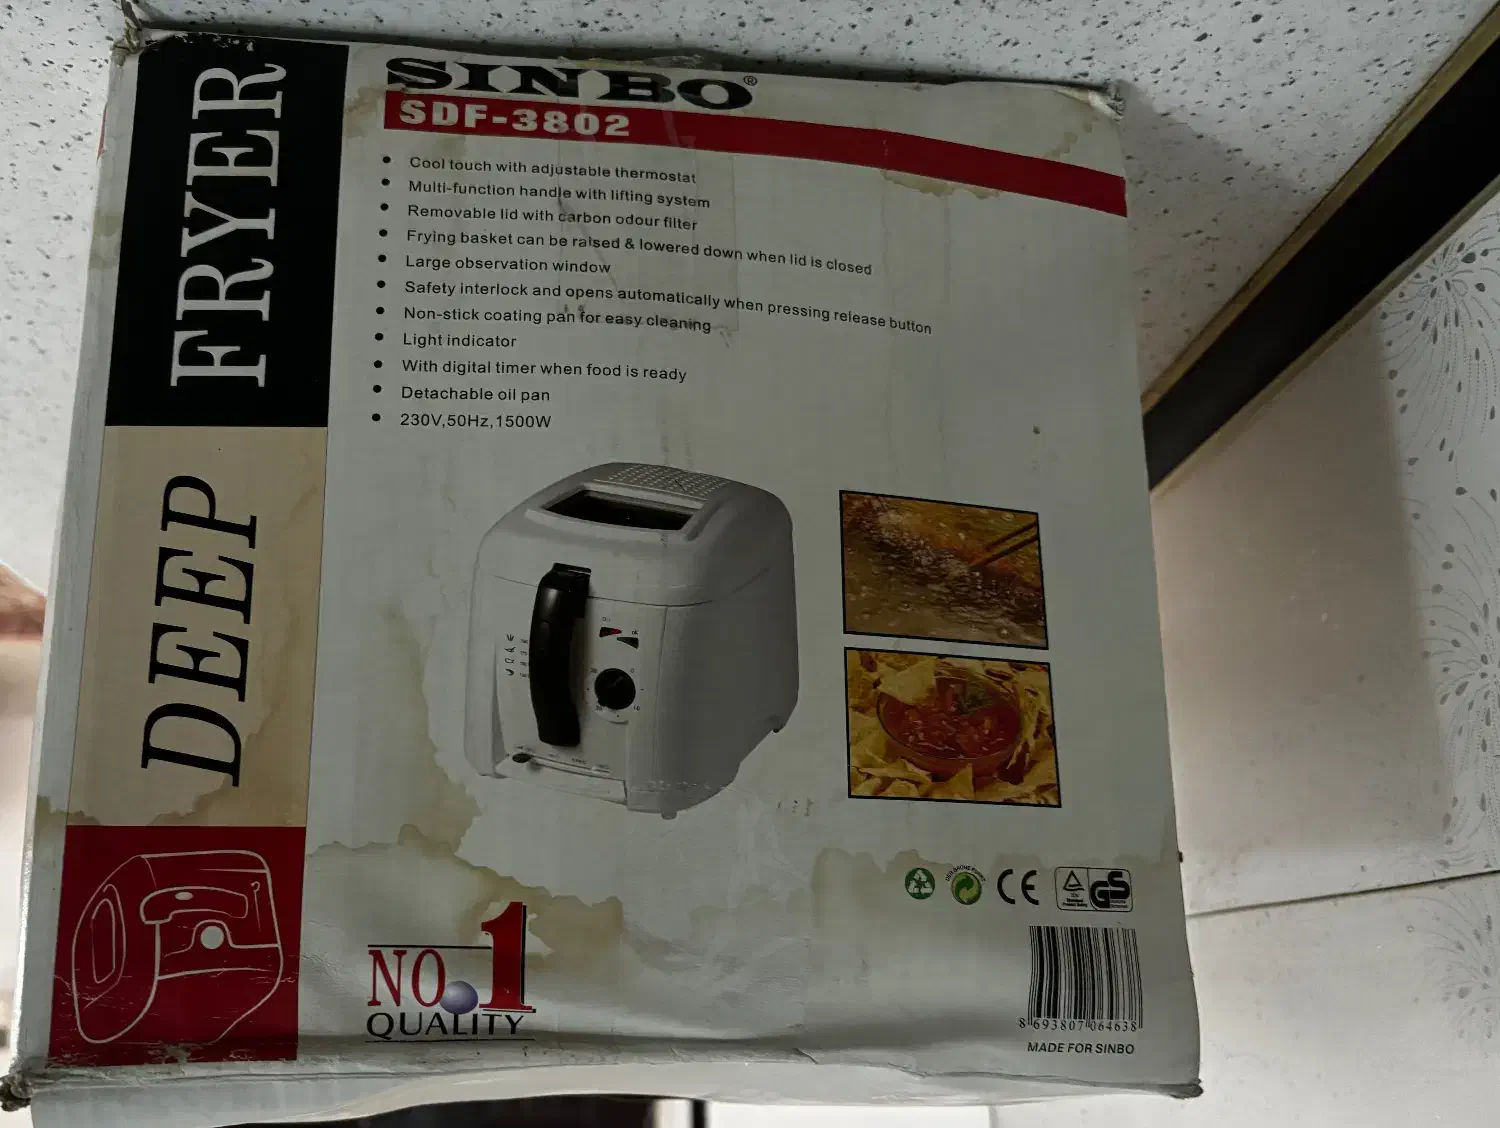 DEEP FRYER
SINBO®
SDF-3802
Cool touch with adjustable thermostat
Multi-function handle with lifting system
Removable lid with carbon odour filter
Frying basket can be raised & lowered down when lid is closed
Large observation window
Safety interlock and opens automatically when pressing release button
Non-stick coating pan for easy cleaning
Light indicator
With digital timer when food is ready
Detachable oil pan
230V,50Hz,1500W
NO.1
QUALITY
CE
GS
8 693807 064638
MADE FOR SINBO